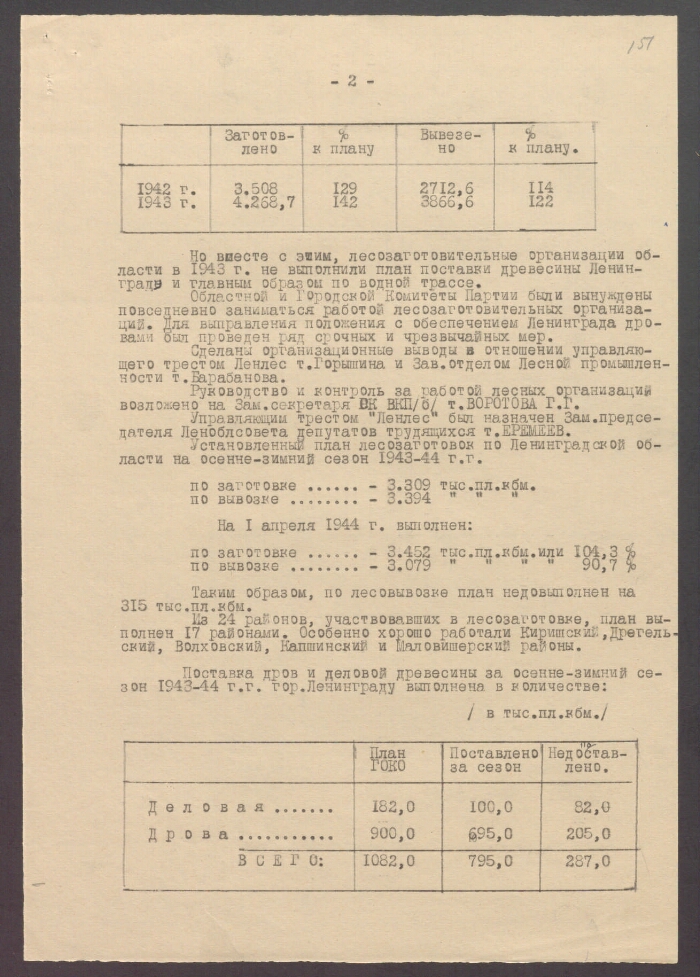 151
- 2 -
Заготов- % Вывезе- %
лено к плану но к плану.
1942 г. 3.508 129 2712,6 114
1943 г. 4.268,7 142 3866,6 122
Но вместе с этим, лесозаготовительные организации об-
ласти в 1943 г. не выполнили план поставки древесины Ленин-
граду и главным образом по водной трассе.
Областной и Городской Комитеты Партии были вынуждены
повседневно заниматься работой лесозаготовительных организа-
ций. Для выправления положения с обеспечением Ленинграда дро-
вами был проведен ряд срочных и чрезвычайных мер.
Сделаны организационные выводы в отношении управляю-
щего трестом Ленлес т.Горышина и Зав.отделом Лесной промышлен-
ности т.Барабанова.
Руководство и контроль за работой лесных организаций
возложено на Зам.секретаря ОК ВКП/б/ т.ВОРОТОВА Г.Г.
Управляющим трестом "Ленлес" был назначен Зам.предсе-
дателя Леноблсовета депутатов трудящихся т.ЕРЕМЕЕВ.
Установленный план лесозаготовок по Ленинградской об-
ласти на осенне-зимний сезон 1943-44 г.г.
по заготовке ...... - 3.309 тыс.пл.кбм.
по вывозке ........ - 3.394 " " "
На I апреля 1944 г. выполнен:
по заготовке ...... - 3.452 тыс.пл.кбм.или 104,3 %
по вывозке ........ - 3.079 " " " " 90,7 %
Таким образом, по лесовывозке план недовыполнен на
315 тыс.пл.кбм.
Из 24 районов, участвовавших в лесозаготовке, план вы-
полнен 17 районами. Особенно хорошо работали Киришский,Дрегель-
ский, Волховский, Капшинский и Маловишерский районы.
Поставка дров и деловой древесины за осенне-зимний се-
зон 1943-44 г.г. гор.Ленинграду выполнена в количестве:
/ в тыс.пл.кбм./
План Поставлено Недопостав-
ГОКО за сезон лено.
Деловая ....... 182,0 100,0 82,0
Дрова ........... 900,0 695,0 205,0
ВСЕГО: 1082,0 795,0 287,0